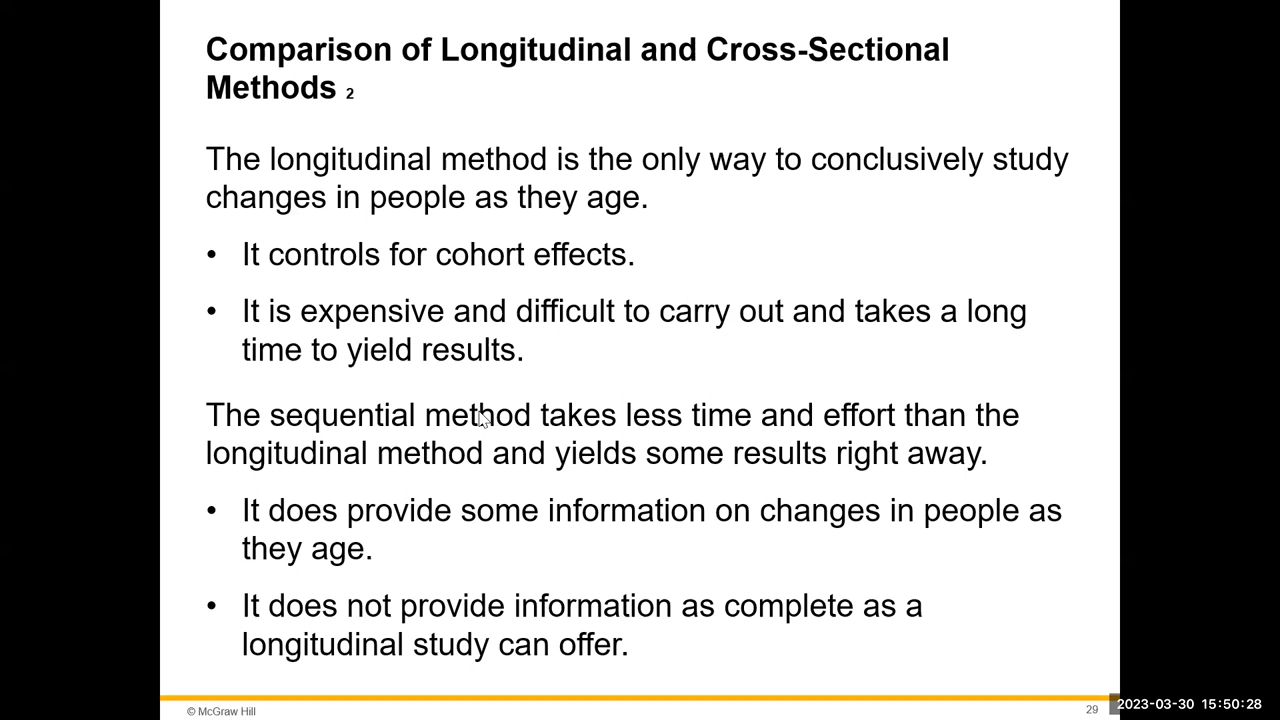 Comparison of Longitudinal and Cross-Sectional
Methods 2
The longitudinal method is the only way to conclusively study
changes in people as they age.
• It controls for cohort effects.
• It is expensive and difficult to carry out and takes a long
time to yield results.
The sequential method takes less time and effort than the
longitudinal method and yields some results right away.
• It does provide some information on changes in people as
they age.
• It does not provide information as complete as a
longitudinal study can offer.
© McGraw Hill
29
2023-03-30 15:50:28